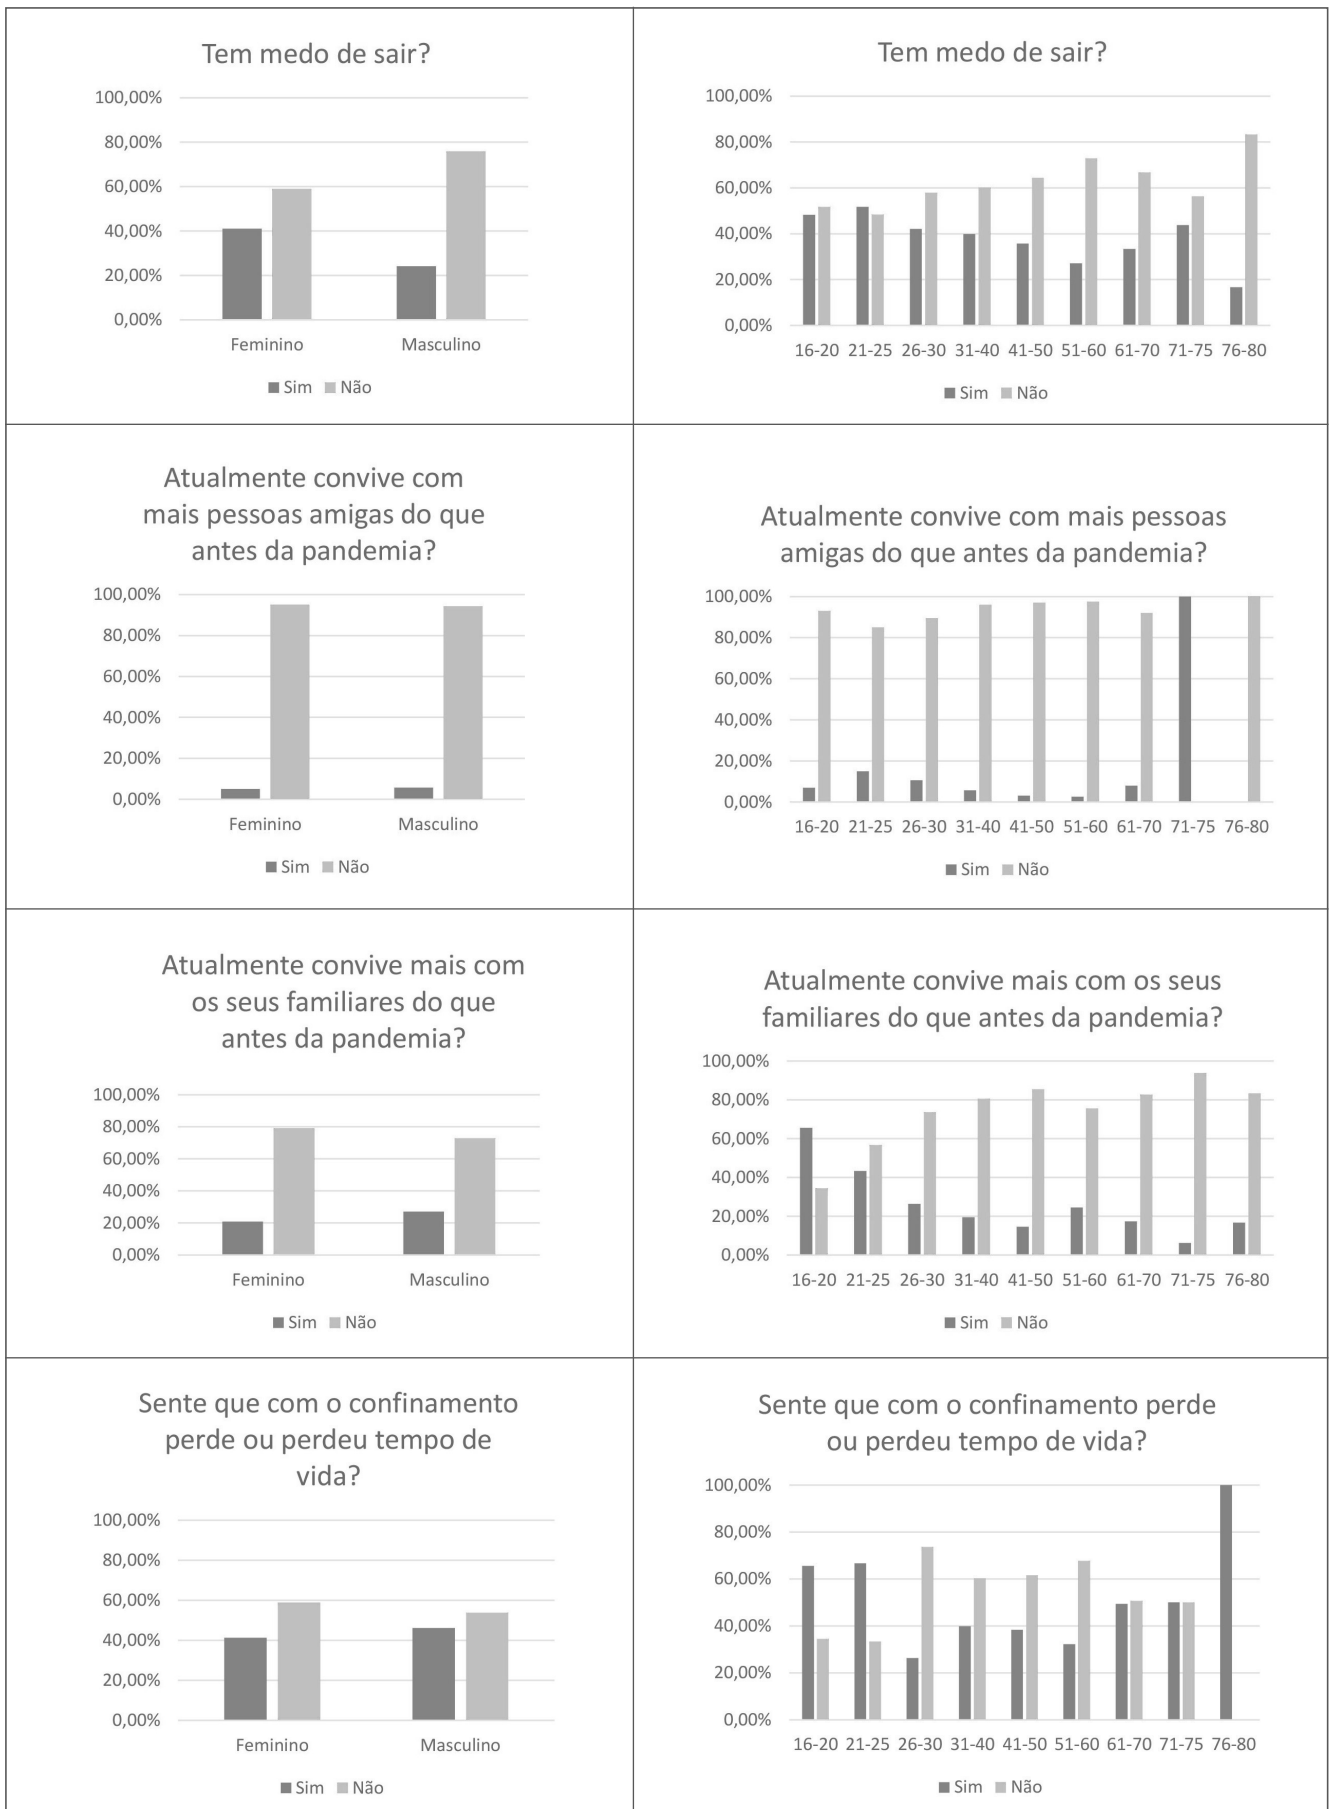 Tem medo de sair?
100,00%
80,00%
60,00%
40,00%
20,00%
0,00%
Feminino Masculino
Sim Não
Tem medo de sair?
100,00%
80,00%
60,00%
40,00%
20,00%
0,00%
16-20 21-25 26-30 31-40 41-50 51-60 61-70 71-75 76-80
Sim Não
Atualmente convive com
mais pessoas amigas do que
antes da pandemia?
100,00%
80,00%
60,00%
40,00%
20,00%
0,00%
Feminino Masculino
Sim Não
Atualmente convive com mais pessoas
amigas do que antes da pandemia?
100,00%
80,00%
60,00%
40,00%
20,00%
0,00%
16-20 21-25 26-30 31-40 41-50 51-60 61-70 71-75 76-80
Sim Não
Atualmente convive mais com
os seus familiares do que
antes da pandemia?
100,00%
80,00%
60,00%
40,00%
20,00%
0,00%
Feminino Masculino
Sim Não
Atualmente convive mais com os seus
familiares do que antes da pandemia?
100,00%
80,00%
60,00%
40,00%
20,00%
0,00%
16-20 21-25 26-30 31-40 41-50 51-60 61-70 71-75 76-80
Sim Não
Sente que com o confinamento
perde ou perdeu tempo de
vida?
100,00%
80,00%
60,00%
40,00%
20,00%
0,00%
Feminino Masculino
Sim Não
Sente que com o confinamento perde
ou perdeu tempo de vida?
100,00%
80,00%
60,00%
40,00%
20,00%
0,00%
16-20 21-25 26-30 31-40 41-50 51-60 61-70 71-75 76-80
Sim Não